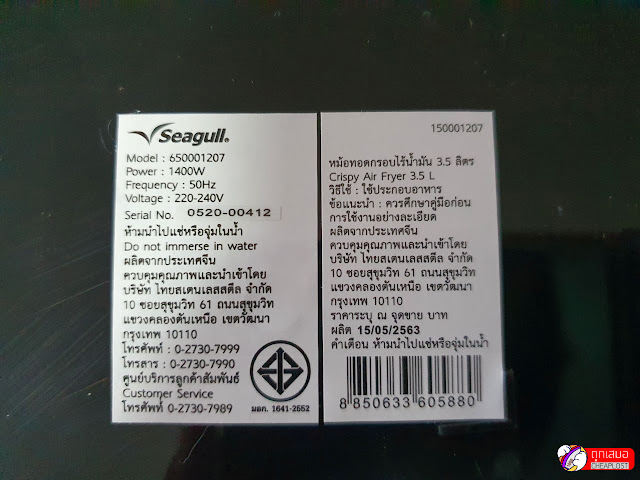 Seagull®
Model : 650001207
Power : 1400W
Frequency : 50Hz
Voltage : 220-240V
Serial No. 0520-00412
ห้ามนำไปแช่หรือจุ่มในน้ำ
Do not immerse in water
ผลิตจากประเทศจีน
ควบคุมคุณภาพและนำเข้าโดย
บริษัท ไทยสเตนเลสสตีล จำกัด
10 ซอยสุขุมวิท 61 ถนนสุขุมวิท
แขวงคลองตันเหนือ เขตวัฒนา
กรุงเทพ 10110
โทรศัพท์ : 0-2730-7999
โทรสาร : 0-2730-7990
ศูนย์บริการลูกค้าสัมพันธ์
Customer Service
โทรศัพท์ 0-2730-7989
มอก. 1641-2552
150001207
หม้อทอดกรอบไร้น้ำมัน 3.5 ลิตร
Crispy Air Fryer 3.5 L
วิธีใช้ : ใช้ประกอบอาหาร
ข้อแนะนำ : ควรศึกษาคู่มือก่อน
การใช้งานอย่างละเอียด
ผลิตจากประเทศจีน
ควบคุมคุณภาพและนำเข้าโดย
บริษัท ไทยสเตนเลสสตีล จำกัด
10 ซอยสุขุมวิท 61 ถนนสุขุมวิท
แขวงคลองตันเหนือ เขตวัฒนา
กรุงเทพ 10110
ราคาระบุ ณ จุดขาย บาท
ผลิต 15/05/2563
คำเตือน ห้ามนำไปแช่หรือจุ่มในน้ำ
8 850633 605880
ถูกเสมอ
CHEAPLOST